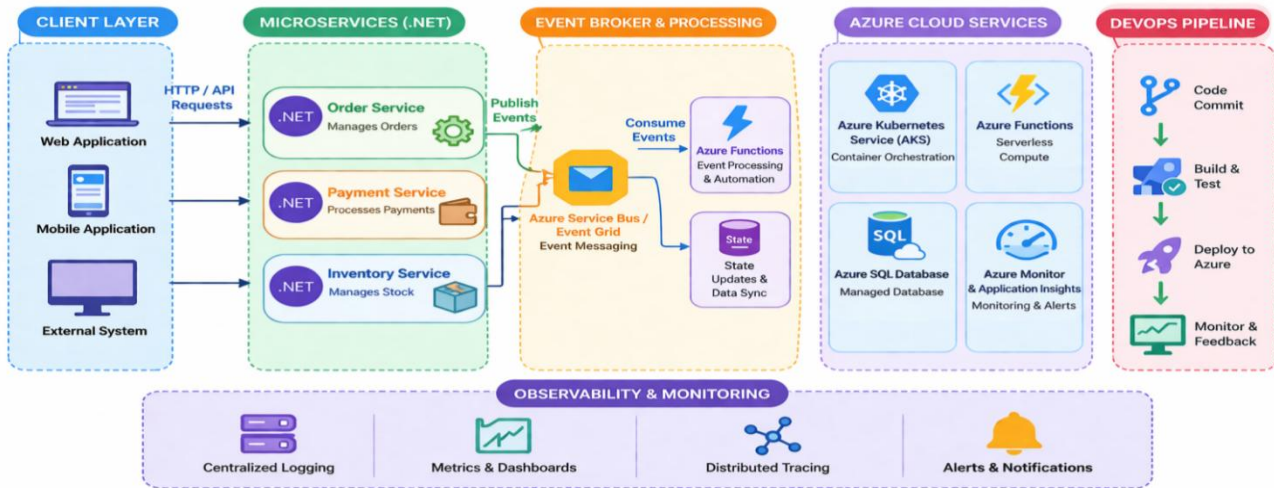 CLIENT LAYER
Web Application
Mobile Application
External System
HTTP / API
Requests
MICROSERVICES (.NET)
.NET
Order Service
Manages Orders
.NET
Payment Service
Processes Payments
.NET
Inventory Service
Manages Stock
Publish
Events
EVENT BROKER & PROCESSING
Azure Service Bus /
Event Grid
Event Messaging
Consume
Events
Azure Functions
Event Processing
& Automation
State
State
Updates &
Data Sync
AZURE CLOUD SERVICES
Azure Kubernetes
Service (AKS)
Container Orchestration
Azure Functions
Serverless
Compute
SQL
Azure SQL Database
Managed Database
Azure Monitor
& Application Insights
Monitoring & Alerts
DEVOPS PIPELINE
Code
Commit
Build &
Test
Deploy to
Azure
Monitor &
Feedback
OBSERVABILITY & MONITORING
Centralized Logging
Metrics & Dashboards
Distributed Tracing
Alerts & Notifications